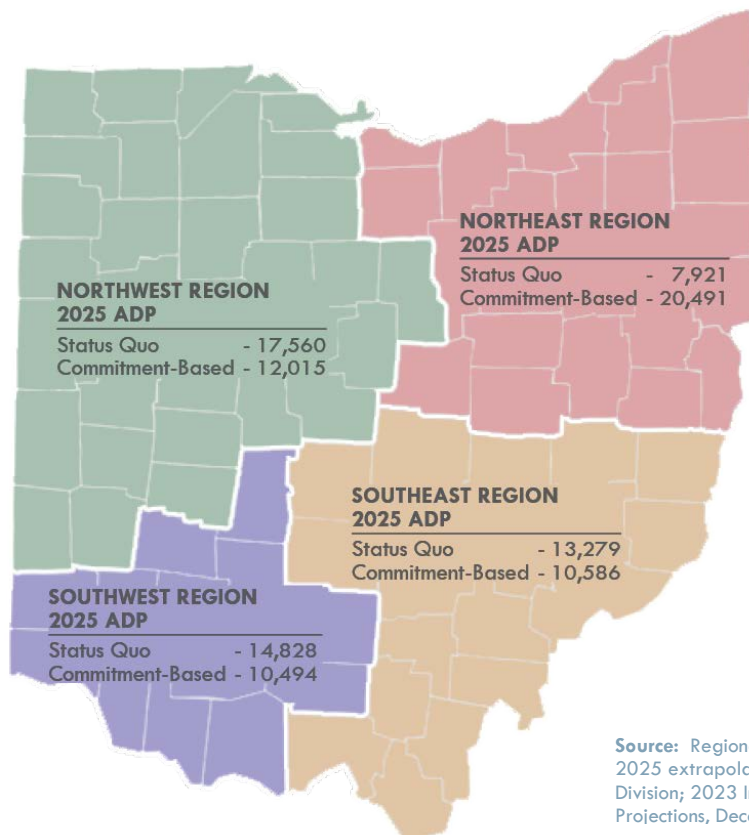 NORTHEAST REGION
2025 ADP
Status Quo - 7,921
Commitment-Based - 20,491
NORTHWEST REGION
2025 ADP
Status Quo - 17,560
Commitment-Based - 12,015
SOUTHEAST REGION
2025 ADP
Status Quo - 13,279
Commitment-Based - 10,586
SOUTHWEST REGION
2025 ADP
Status Quo - 14,828
Commitment-Based - 10,494
Source: Region
2025 extrapola
Division; 2023 I
Projections, Dec